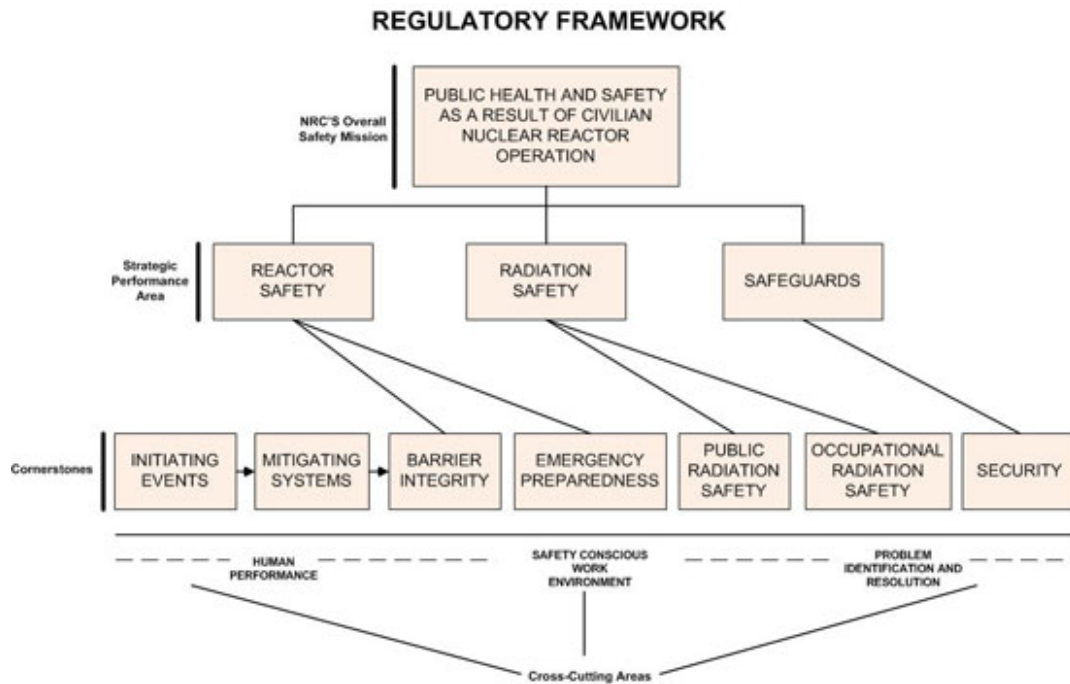 REGULATORY FRAMEWORK
NRC'S Overall
Safety Mission
PUBLIC HEALTH AND SAFETY
AS A RESULT OF CIVILIAN
NUCLEAR REACTOR
OPERATION
Strategic
Performance
Area
REACTOR
SAFETY
RADIATION
SAFETY
SAFEGUARDS
Cornerstones
INITIATING
EVENTS
MITIGATING
SYSTEMS
BARRIER
INTEGRITY
EMERGENCY
PREPAREDNESS
PUBLIC
RADIATION
SAFETY
OCCUPATIONAL
RADIATION
SAFETY
SECURITY
HUMAN
PERFORMANCE
SAFETY CONSCIOUS
WORK
ENVIRONMENT
PROBLEM
IDENTIFICATION AND
RESOLUTION
Cross-Cutting Areas